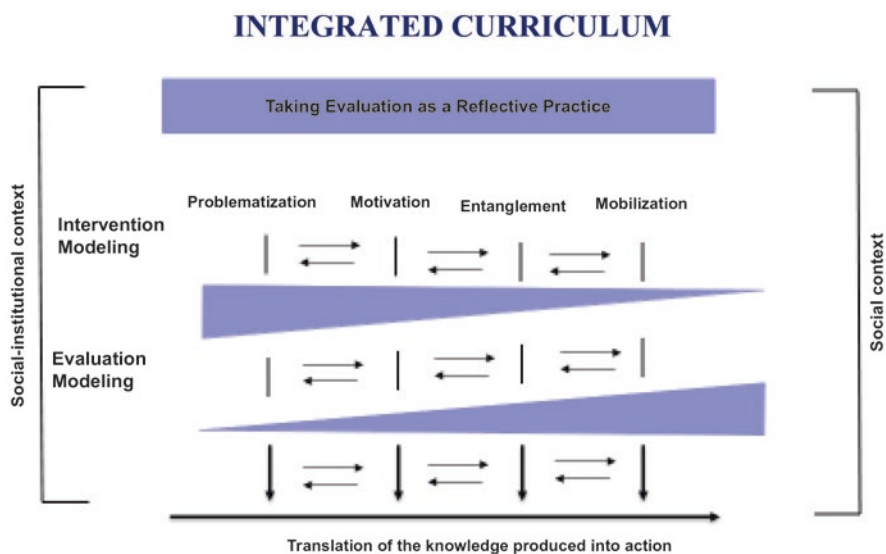 INTEGRATED CURRICULUM
Taking Evaluation as a Reflective Practice
Social-institutional context
Problematization Motivation Entanglement Mobilization
Intervention
Modeling
Evaluation
Modeling
Social context
Translation of the knowledge produced into action